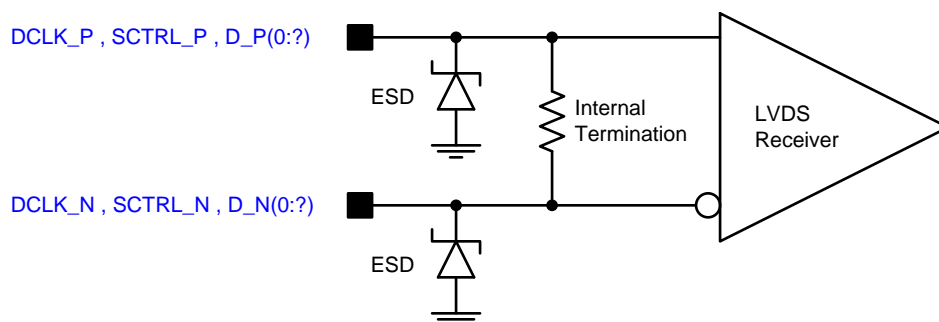 DCLK_P , SCTRL_P , D_P(0:?)
ESD
Internal
Termination
LVDS
Receiver
DCLK_N , SCTRL_N , D_N(0:?)
ESD